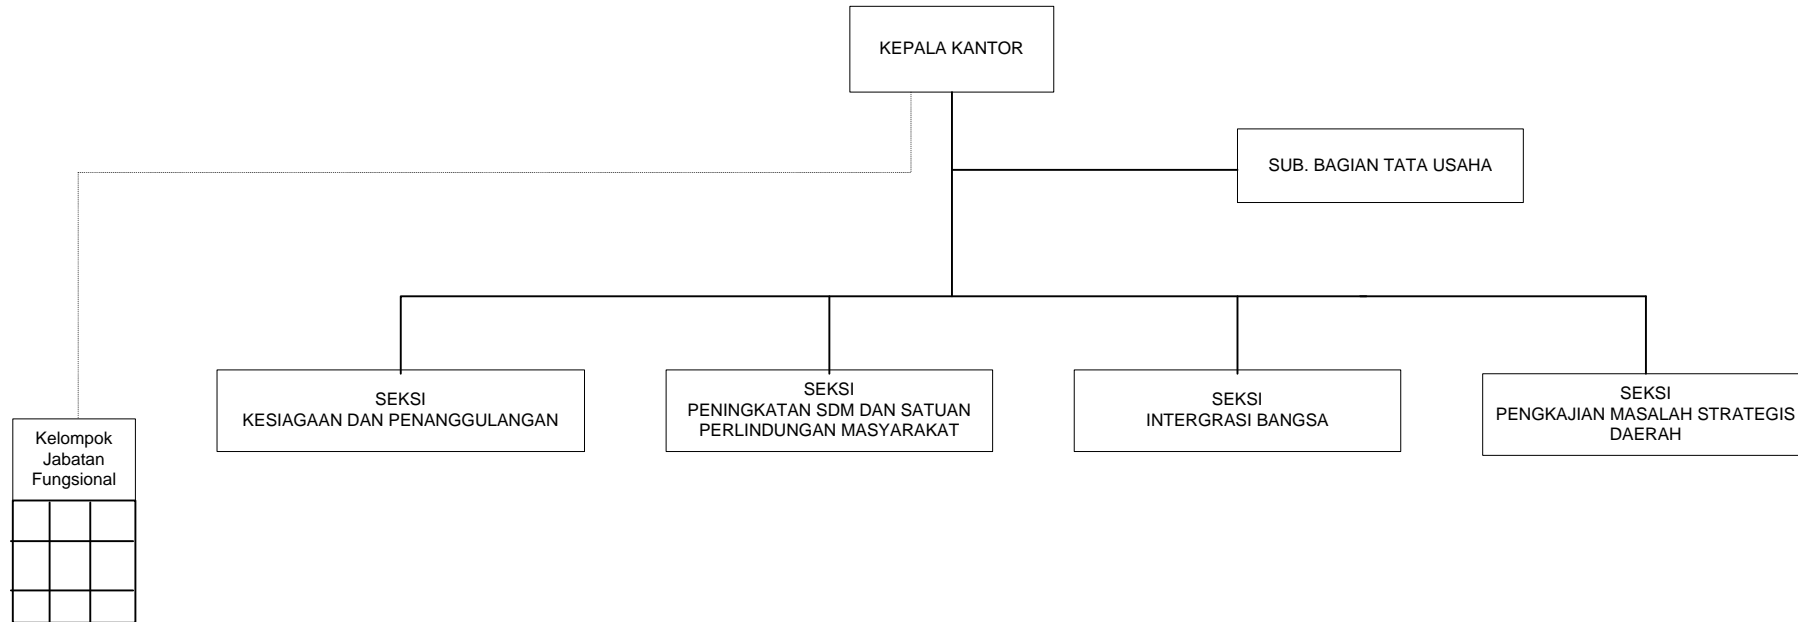 KEPALA KANTOR
SUB. BAGIAN TATA USAHA
SEKSI
KESIAGAAN DAN PENANGGULANGAN
SEKSI
PENINGKATAN SDM DAN SATUAN
PERLINDUNGAN MASYARAKAT
SEKSI
INTERGRASI BANGSA
SEKSI
PENGKAJIAN MASALAH STRATEGIS
DAERAH
Kelompok
Jabatan
Fungsional